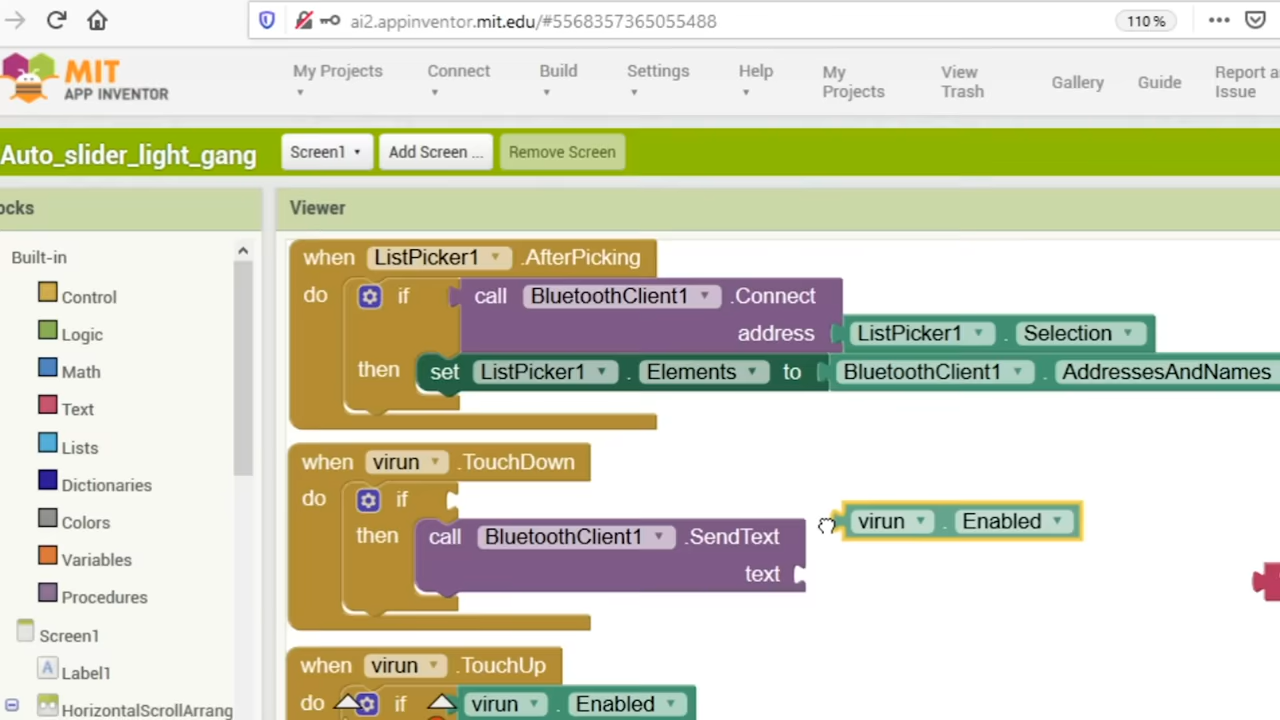 ai2.appinventor.mit.edu/#5568357365055488
110 %
MIT
APP INVENTOR
My Projects
Connect
Build
Settings
Help
My Projects
View Trash
Gallery
Guide
Report a
Issue
Auto_slider_light_gang
Screen1
Add Screen ...
Remove Screen
ocks
Viewer
Built-in
Control
Logic
Math
Text
Lists
Dictionaries
Colors
Variables
Procedures
Screen1
A Label1
HorizontalScrollArrang
when ListPicker1 .AfterPicking
do if call BluetoothClient1 .Connect
address ListPicker1 . Selection
then set ListPicker1 . Elements to BluetoothClient1 . AddressesAndNames
when virun .TouchDown
do if
virun . Enabled
then call BluetoothClient1 .SendText
text
when virun .TouchUp
do if virun . Enabled